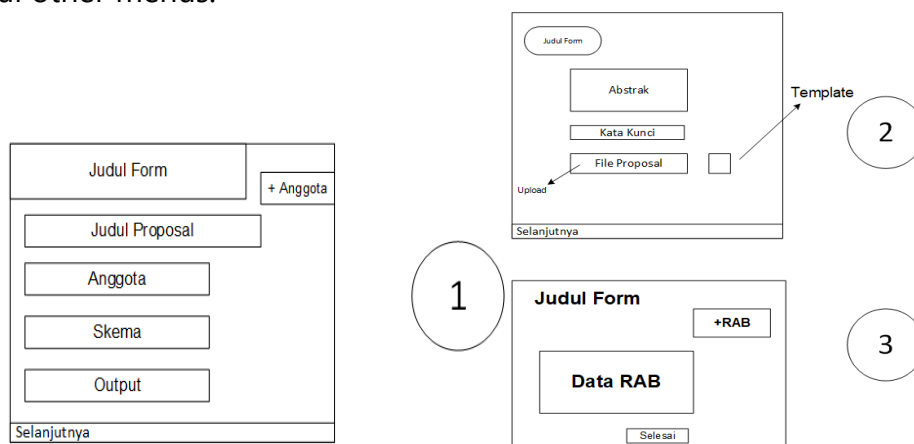 al other menus.
Judul Form
+ Anggota
Judul Proposal
Anggota
Skema
Output
Selanjutnya
1
Judul Form
Abstrak
Kata Kunci
File Proposal
Template
Upload
Selanjutnya
2
Judul Form
+RAB
Data RAB
Selesai
3